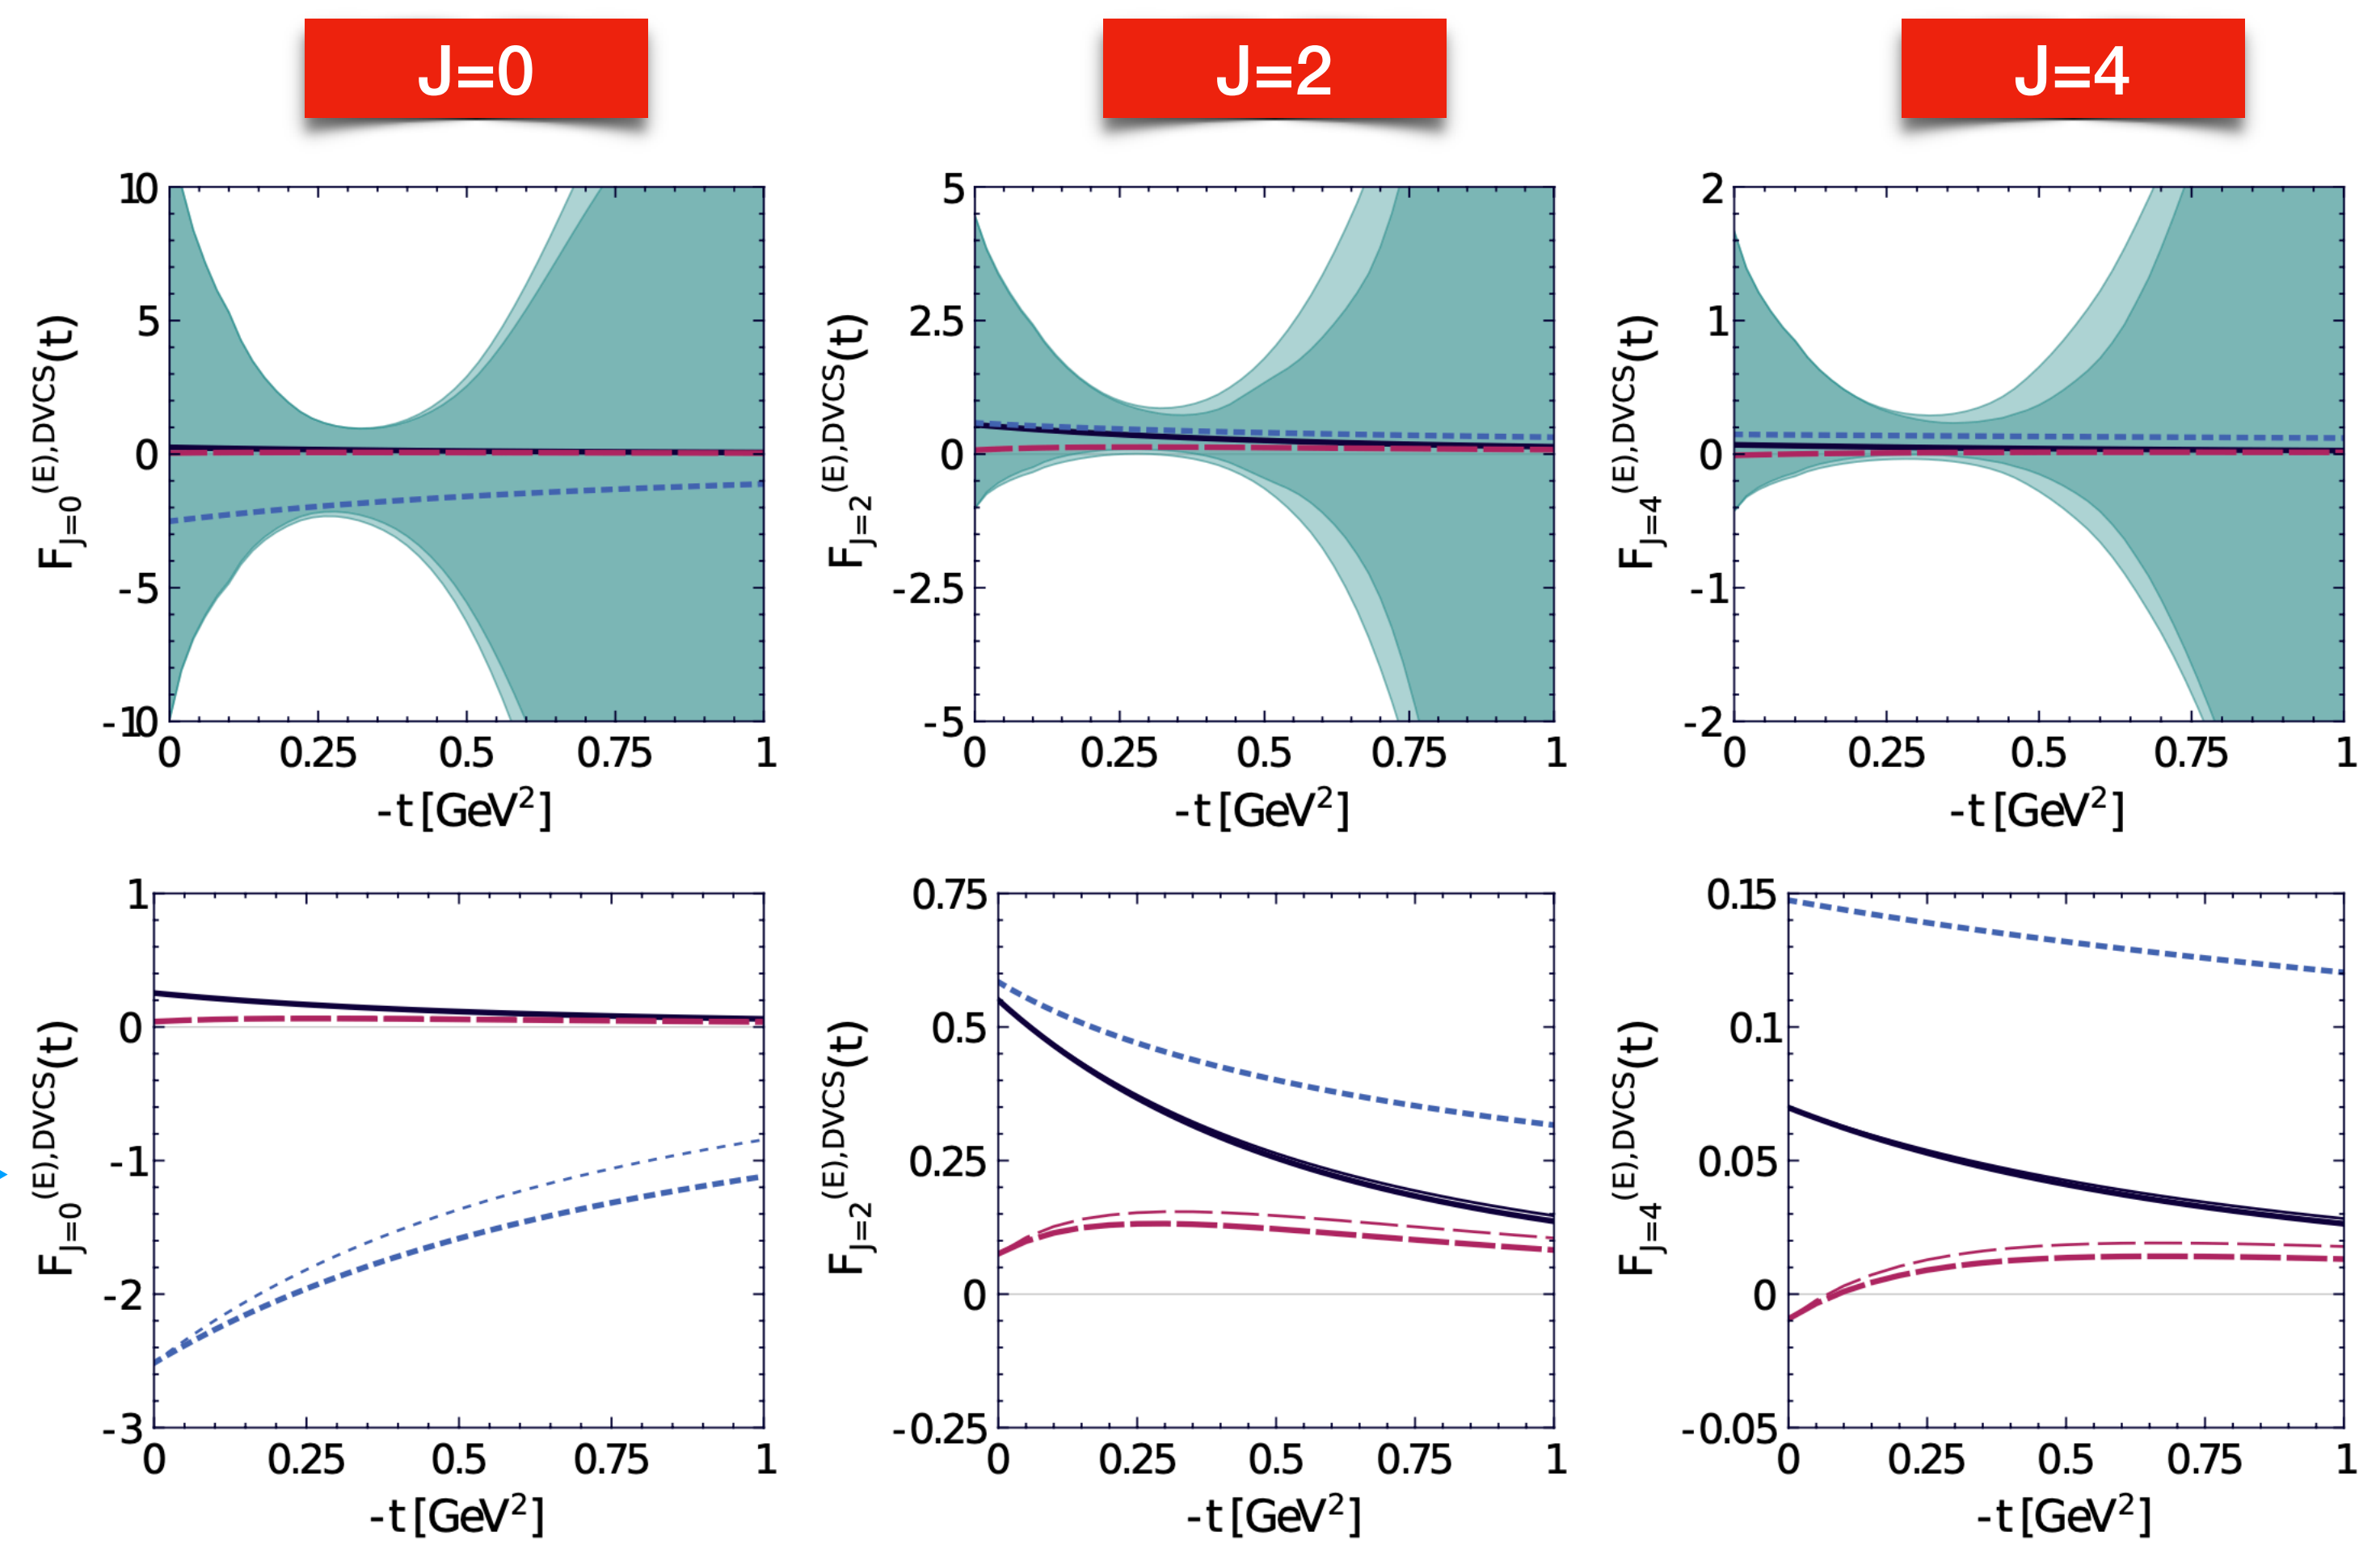 J=0
J=2
J=4
10
5
0
-5
-10
0 0.25 0.5 0.75 1
F_{J=0}^{(E),DVCS}(t)
-t [GeV²]
5
2.5
0
-2.5
-5
0 0.25 0.5 0.75 1
F_{J=2}^{(E),DVCS}(t)
-t [GeV²]
2
1
0
-1
-2
0 0.25 0.5 0.75 1
F_{J=4}^{(E),DVCS}(t)
-t [GeV²]
1
0
-1
-2
-3
0 0.25 0.5 0.75 1
F_{J=0}^{(E),DVCS}(t)
-t [GeV²]
0.75
0.5
0.25
0
-0.25
0 0.25 0.5 0.75 1
F_{J=2}^{(E),DVCS}(t)
-t [GeV²]
0.15
0.1
0.05
0
-0.05
0 0.25 0.5 0.75 1
F_{J=4}^{(E),DVCS}(t)
-t [GeV²]